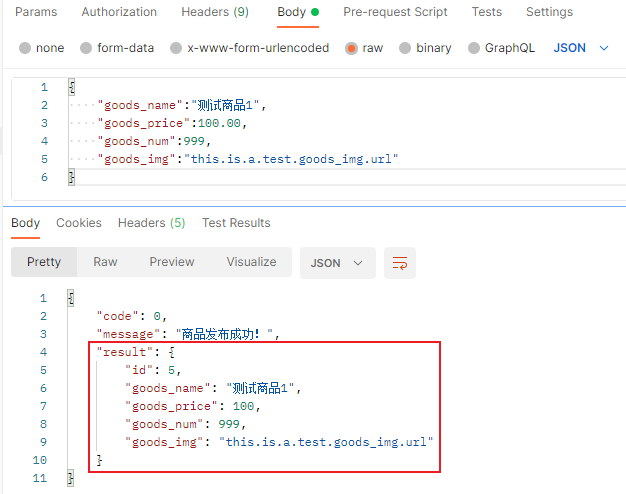 Params Authorization Headers (9) Body Pre-request Script Tests Settings
none form-data x-www-form-urlencoded raw binary GraphQL JSON
1 {
2 "goods_name":"测试商品1",
3 "goods_price":100.00,
4 "goods_num":999,
5 "goods_img":"this.is.a.test.goods_img.url"
6 }
Body Cookies Headers (5) Test Results
Pretty Raw Preview Visualize JSON
1 {
2 "code": 0,
3 "message": "商品发布成功！",
4 "result": {
5 "id": 5,
6 "goods_name": "测试商品1",
7 "goods_price": 100,
8 "goods_num": 999,
9 "goods_img": "this.is.a.test.goods_img.url"
10 }
11 }